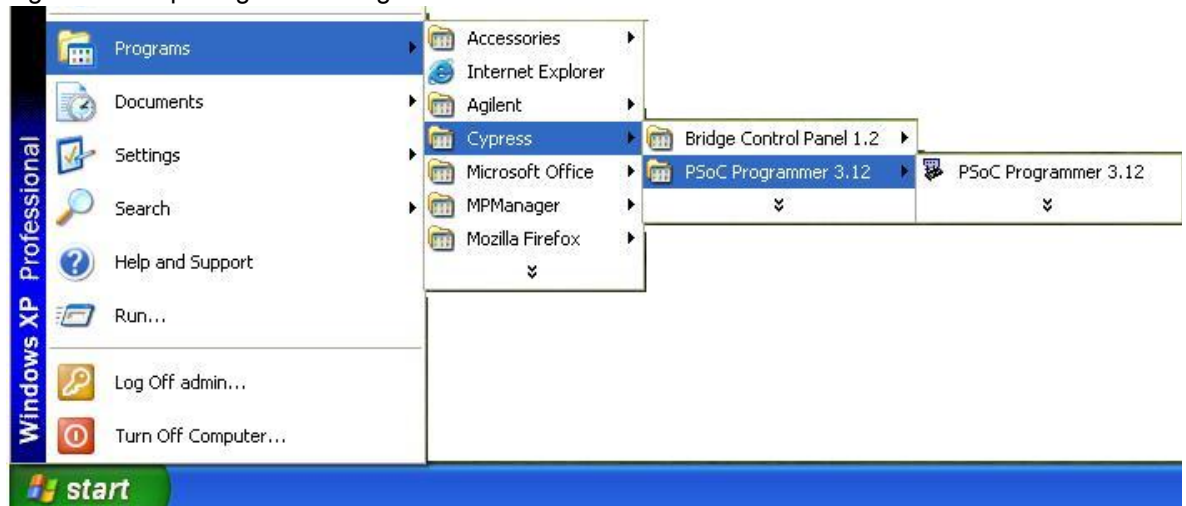 Programs
Documents
Settings
Search
Help and Support
Run...
Log Off admin...
Turn Off Computer...
Windows XP Professional
start
Accessories
Internet Explorer
Agilent
Cypress
Microsoft Office
MPManager
Mozilla Firefox
Bridge Control Panel 1.2
PSoC Programmer 3.12
PSoC Programmer 3.12